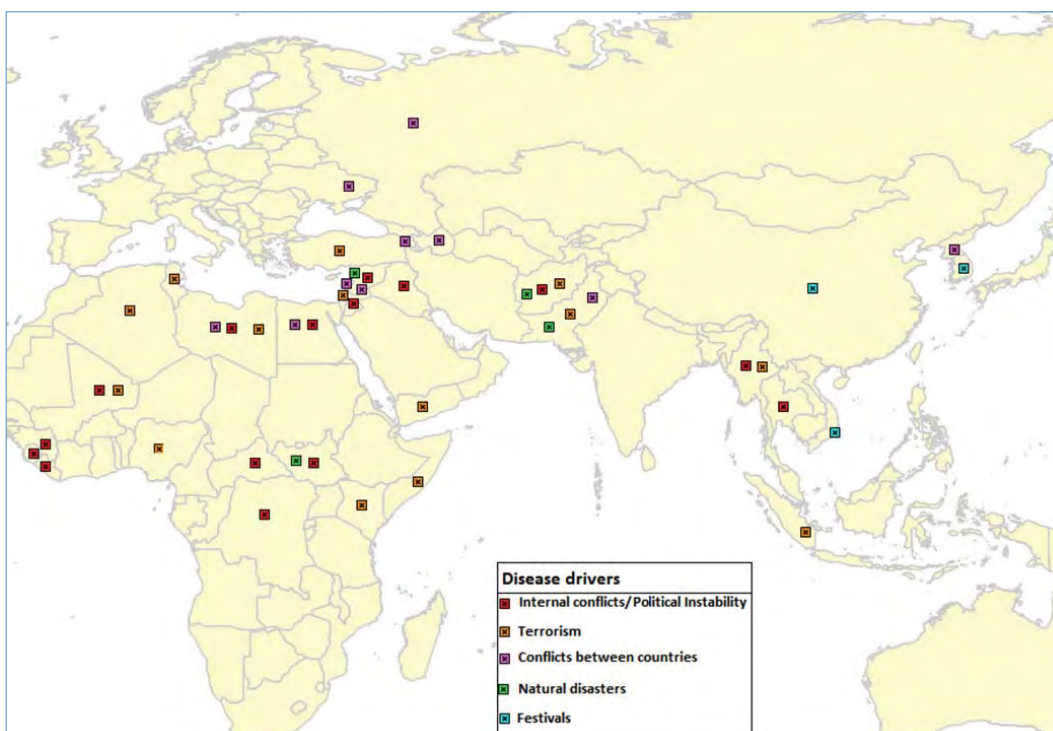 Disease drivers
Internal conflicts/Political Instability
Terrorism
Conflicts between countries
Natural disasters
Festivals